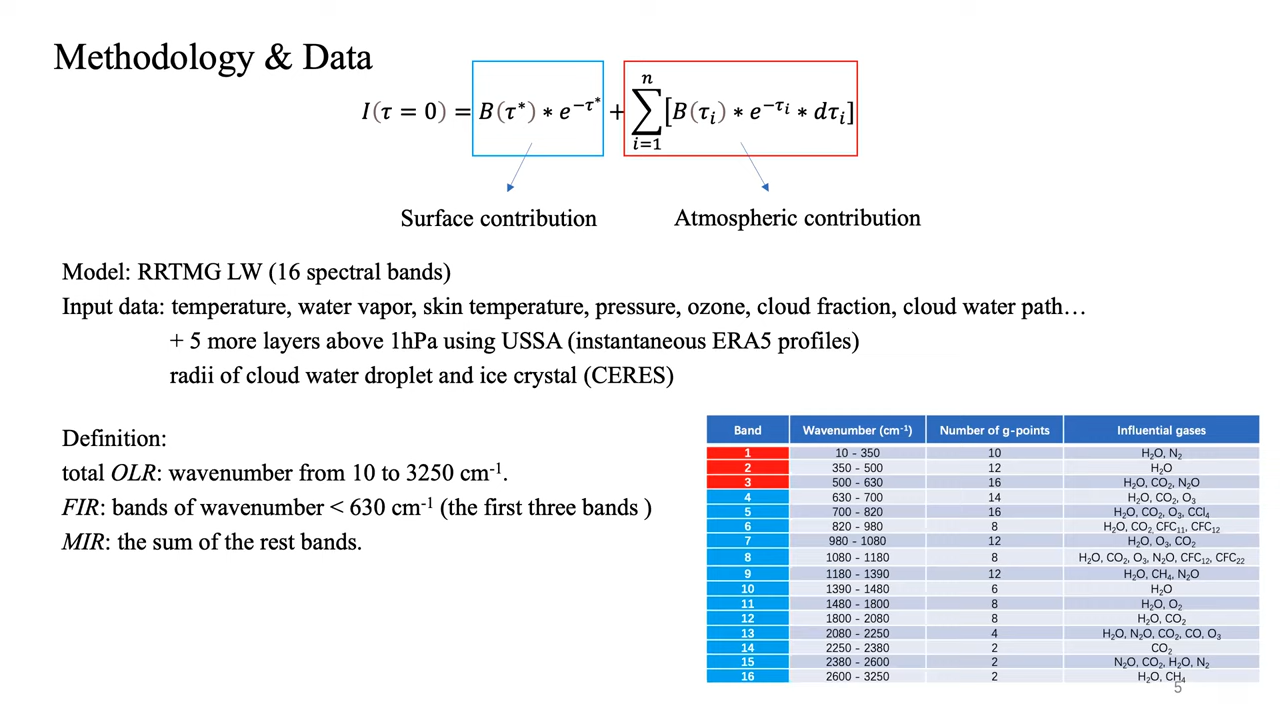 Methodology & Data
I(τ = 0) = B(τ*) * e^{-τ*} + ∑_{i=1}^{n} [B(τ_i) * e^{-τ_i} * dτ_i]
Surface contribution
Atmospheric contribution
Model: RRTMG LW (16 spectral bands)
Input data: temperature, water vapor, skin temperature, pressure, ozone, cloud fraction, cloud water path…
+ 5 more layers above 1hPa using USSA (instantaneous ERA5 profiles)
radii of cloud water droplet and ice crystal (CERES)
Definition:
total OLR: wavenumber from 10 to 3250 cm⁻¹.
FIR: bands of wavenumber < 630 cm⁻¹ (the first three bands )
MIR: the sum of the rest bands.
Band Wavenumber (cm⁻¹) Number of g-points Influential gases
1 10 - 350 10 H₂O, N₂
2 350 - 500 12 H₂O
3 500 - 630 16 H₂O, CO₂, N₂O
4 630 - 700 14 H₂O, CO₂, O₃
5 700 - 820 16 H₂O, CO₂, O₃, CCl₄
6 820 - 980 8 H₂O, CO₂, CFC₁₁, CFC₁₂
7 980 - 1080 12 H₂O, O₃, CO₂
8 1080 - 1180 8 H₂O, CO₂, O₃, N₂O, CFC₁₂, CFC₂₂
9 1180 - 1390 12 H₂O, CH₄, N₂O
10 1390 - 1480 6 H₂O
11 1480 - 1800 8 H₂O, O₂
12 1800 - 2080 8 H₂O, CO₂
13 2080 - 2250 4 H₂O, N₂O, CO₂, CO, O₃
14 2250 - 2380 2 CO₂
15 2380 - 2600 2 N₂O, CO₂, H₂O, N₂
16 2600 - 3250 2 H₂O, CH₄
5